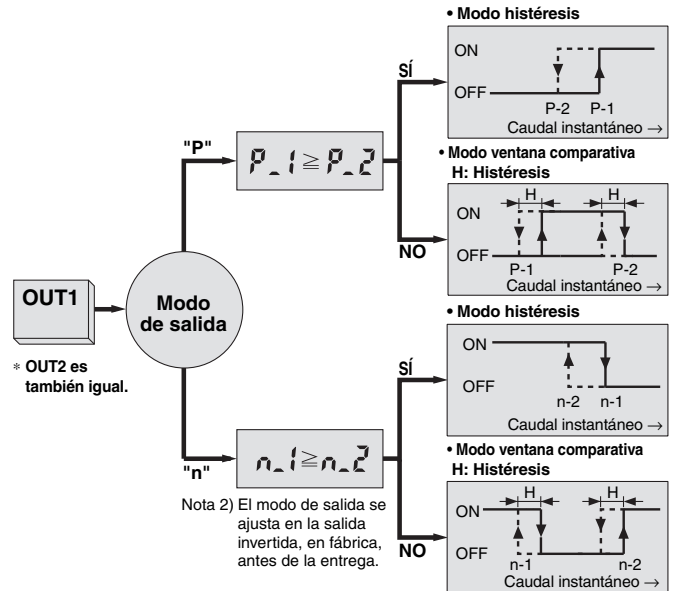 OUT1
* OUT2 es
también igual.
Modo
de salida
"P"
P_1 ≧ P_2
SÍ
• Modo histéresis
ON
OFF
P-2 P-1
Caudal instantáneo →
NO
• Modo ventana comparativa
H: Histéresis
H H
ON
OFF
P-1 P-2
Caudal instantáneo →
"n"
n_1 ≧ n_2
Nota 2) El modo de salida se
ajusta en la salida
invertida, en fábrica,
antes de la entrega.
SÍ
• Modo histéresis
ON
OFF
n-2 n-1
Caudal instantáneo →
NO
• Modo ventana comparativa
H: Histéresis
H H
ON
OFF
n-1 n-2
Caudal instantáneo →